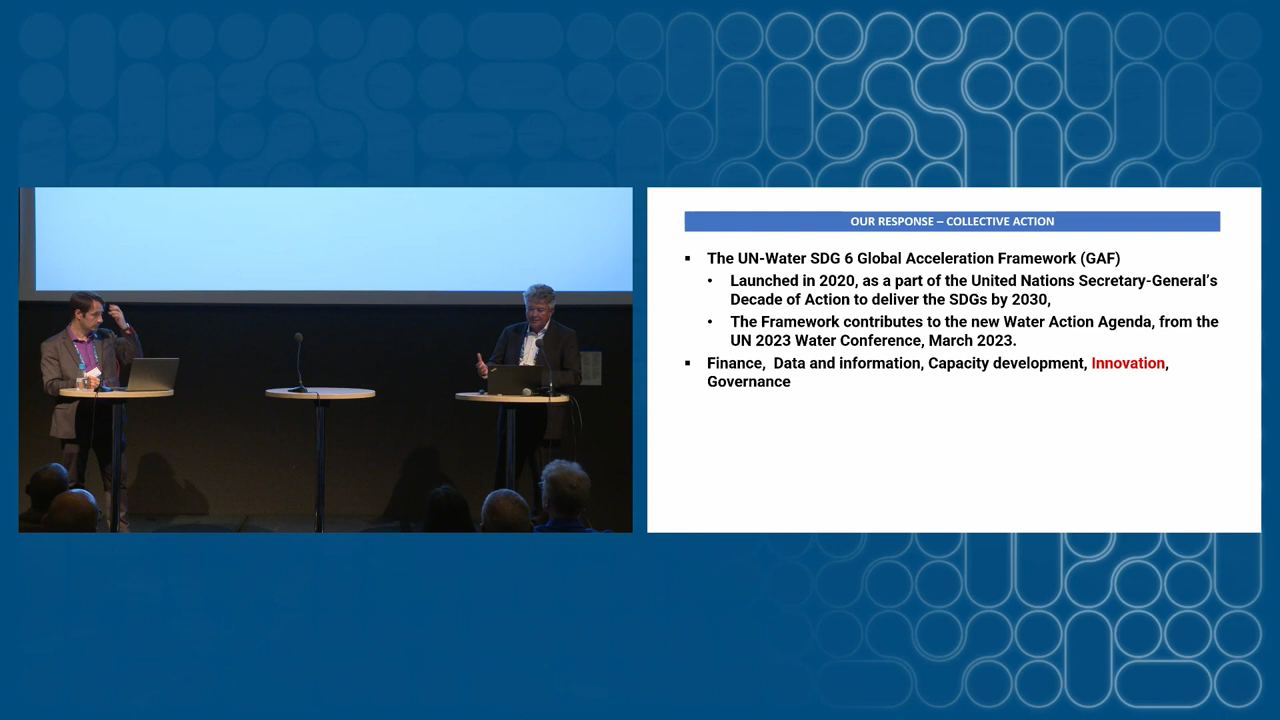 OUR RESPONSE – COLLECTIVE ACTION
▪ The UN-Water SDG 6 Global Acceleration Framework (GAF)
• Launched in 2020, as a part of the United Nations Secretary-General’s
Decade of Action to deliver the SDGs by 2030,
• The Framework contributes to the new Water Action Agenda, from the
UN 2023 Water Conference, March 2023.
▪ Finance, Data and information, Capacity development, Innovation,
Governance